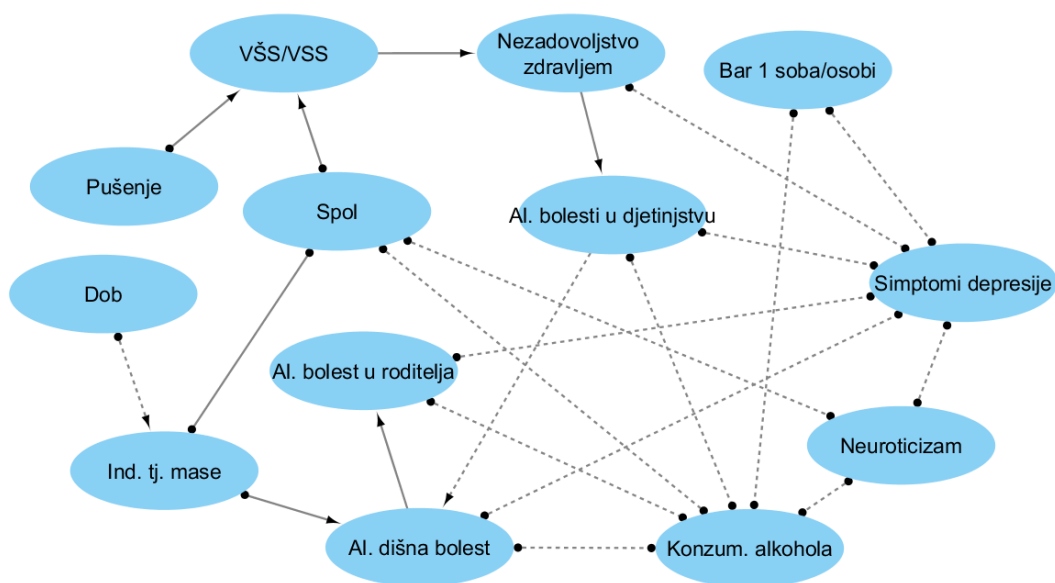 VŠS/VSS
Nezadovoljstvo
zdravljem
Bar 1 soba/osobi
Pušenje
Spol
Al. bolesti u djetinjstvu
Dob
Simptomi depresije
Al. bolest u roditelja
Neuroticizam
Ind. tj. mase
Al. dišna bolest
Konzum. alkohola